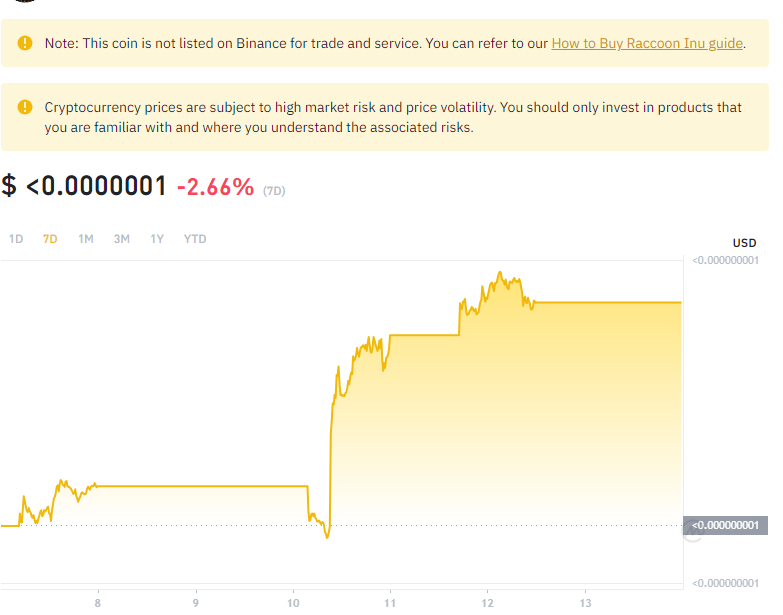 Note: This coin is not listed on Binance for trade and service. You can refer to our How to Buy Raccoon Inu guide.
Cryptocurrency prices are subject to high market risk and price volatility. You should only invest in products that
you are familiar with and where you understand the associated risks.
$ <0.0000001 -2.66% (7D)
1D 7D 1M 3M 1Y YTD
USD
<0.000000001
<0.000000001
<0.000000001
8 9 10 11 12 13